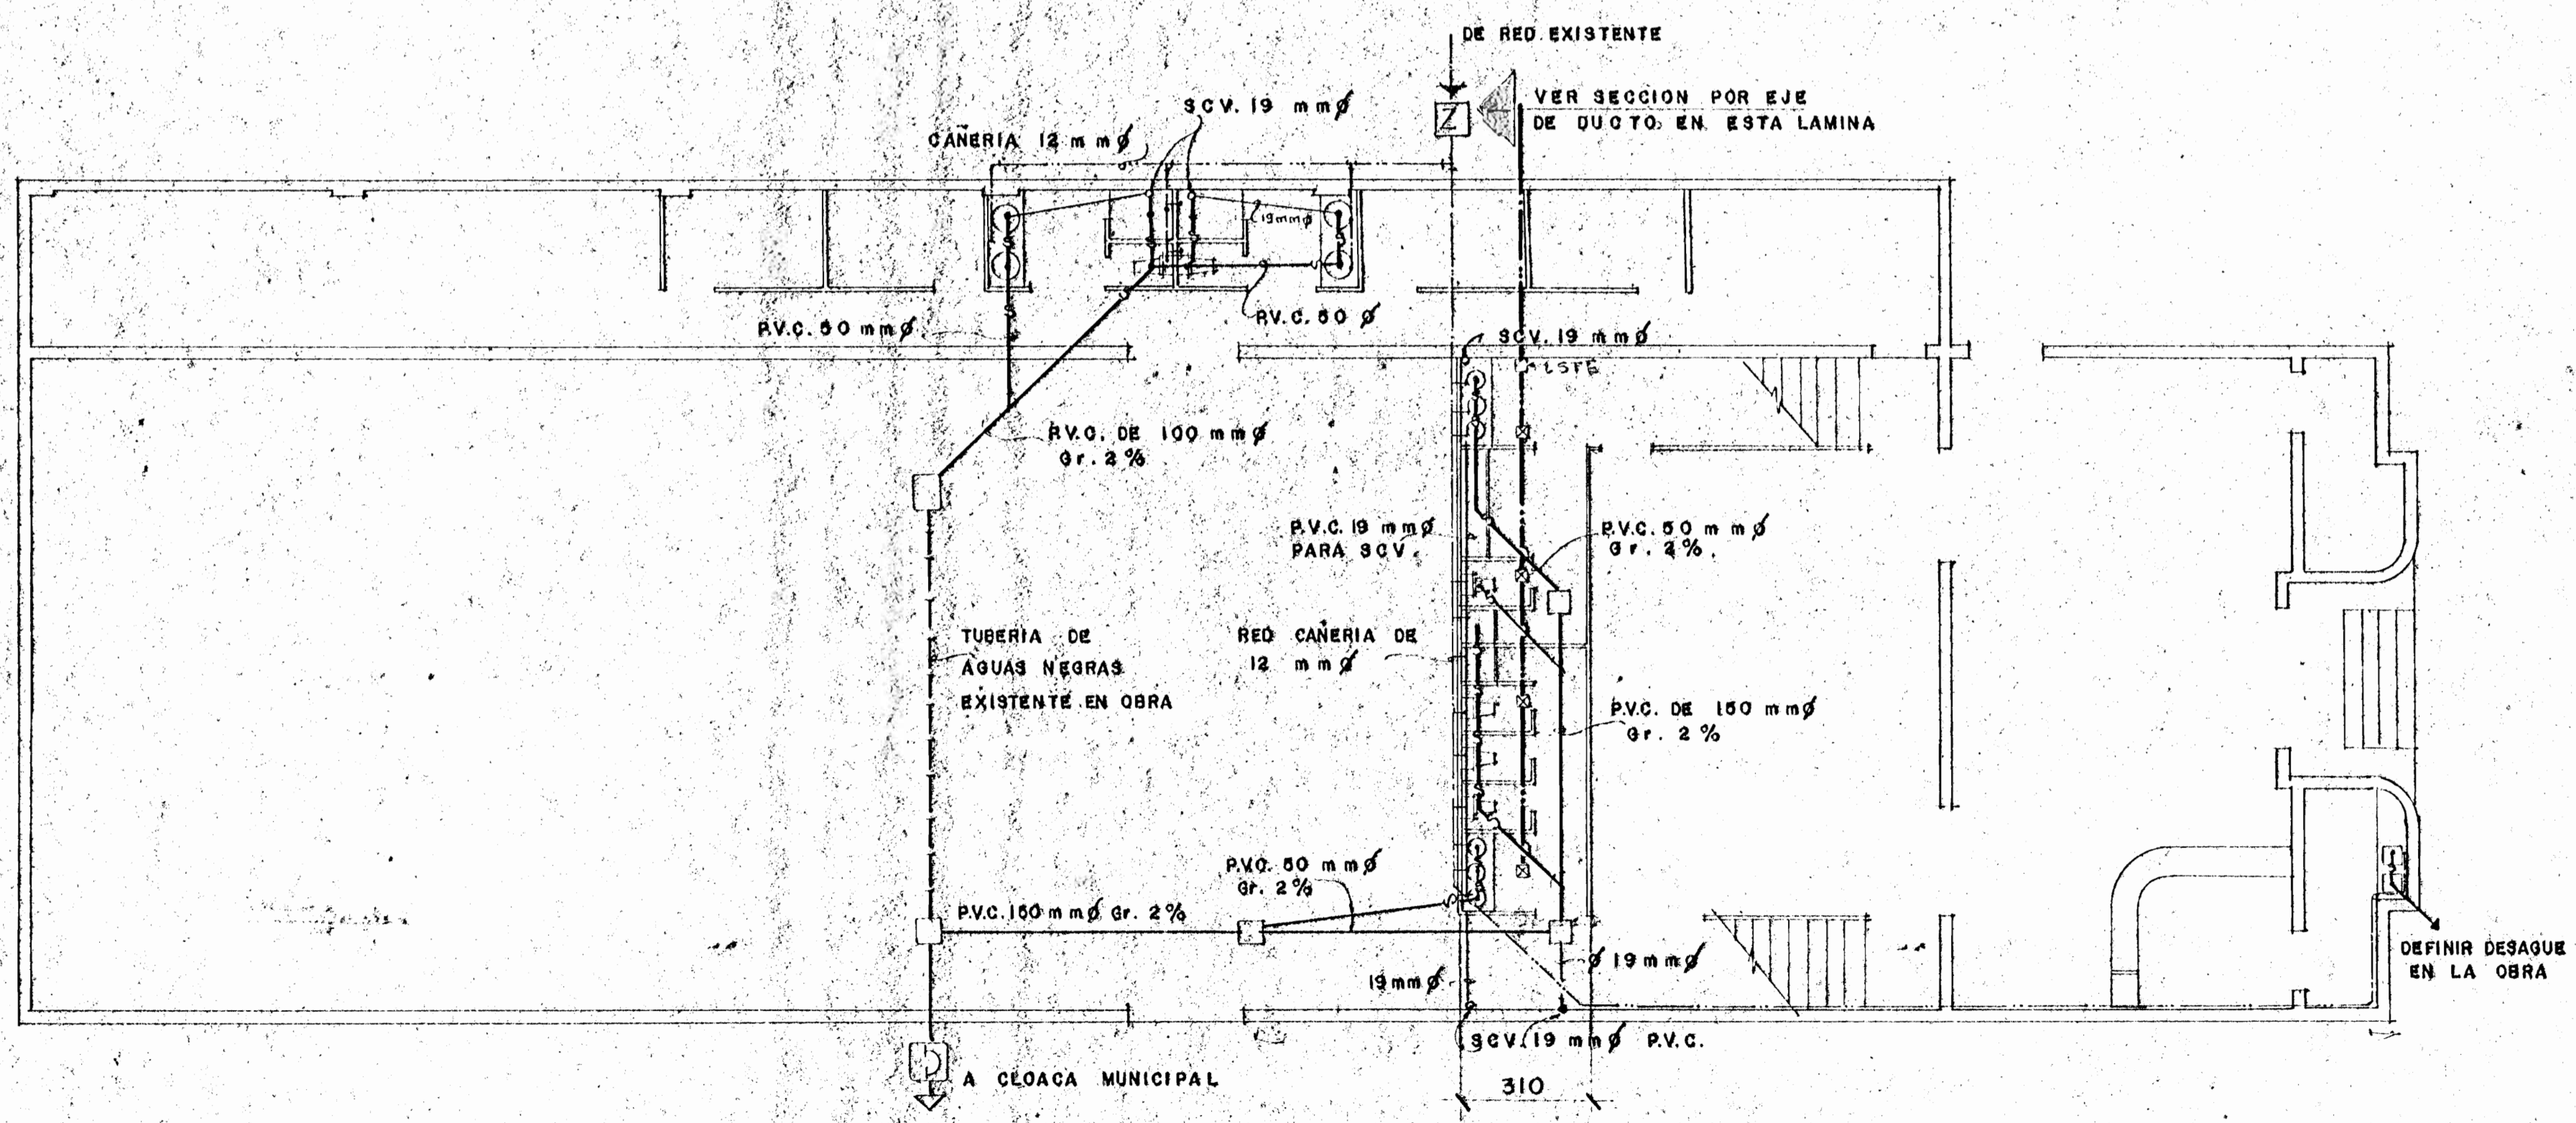 DE RED EXISTENTE
VER SECCION POR EJE
DE DUCTO EN ESTA LAMINA
SCV. 19 mmØ
CAÑERIA 12 mmØ
19mmØ
P.V.C. 50 mmØ
P.V.C. 50 Ø
SCV. 19 mmØ
P.V.C. DE 100 mmØ
Gr. 2%
P.V.C. 19 mmØ
PARA SCV.
P.V.C. 50 mmØ
Gr. 2%.
TUBERIA DE
AGUAS NEGRAS
EXISTENTE EN OBRA
RED CAÑERIA DE
12 mmØ
P.V.C. DE 150 mmØ
Gr. 2%
P.V.C. 50 mmØ
Gr. 2%
P.V.C. 150 mmØ Gr. 2%
19mmØ
Ø 19mmØ
DEFINIR DESAGUE
EN LA OBRA
SCV. 19 mmØ P.V.C.
A CLOACA MUNICIPAL
310